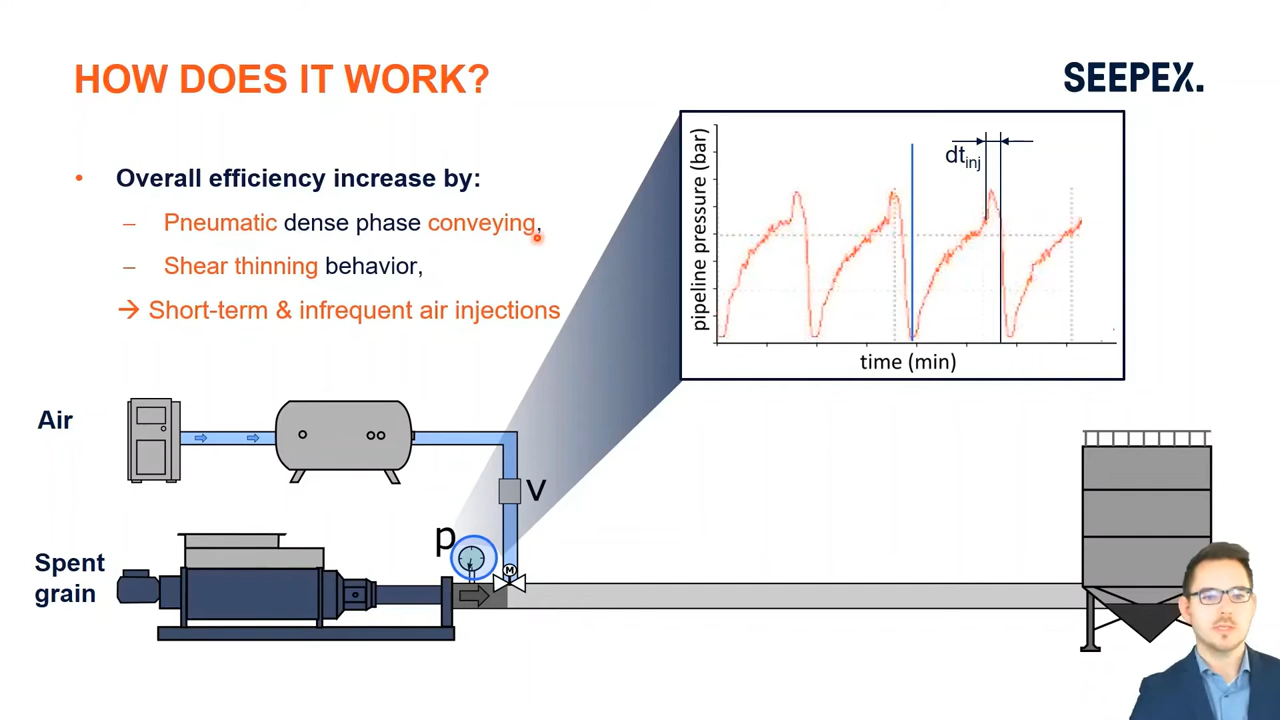 HOW DOES IT WORK?
SEEPEX.
• Overall efficiency increase by:
– Pneumatic dense phase conveying,
– Shear thinning behavior,
→ Short-term & infrequent air injections
pipeline pressure (bar)
dtinj
time (min)
Air
V
p
M
Spent
grain